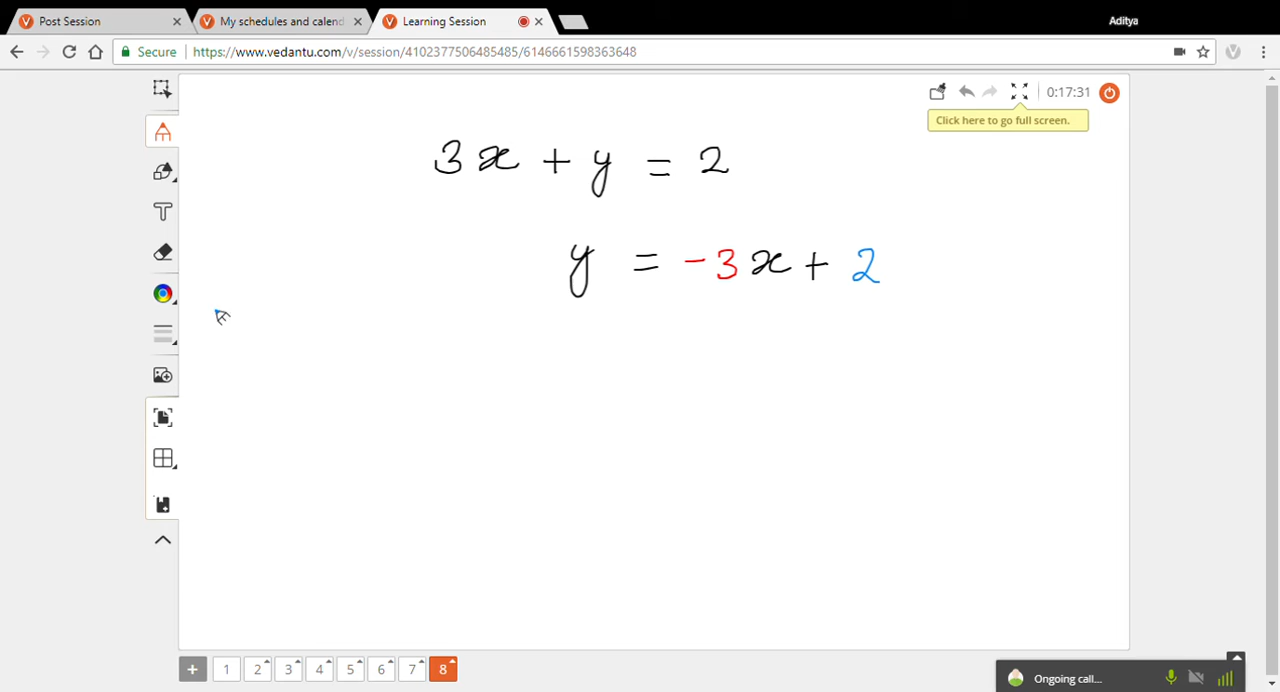 Post Session
My schedules and calend
Learning Session
Aditya
Secure
https://www.vedantu.com/v/session/4102377506485485/6146661598363648
0:17:31
Click here to go full screen.
3x + y = 2
y = -3x + 2
+ 1 2 3 4 5 6 7 8
Ongoing call...